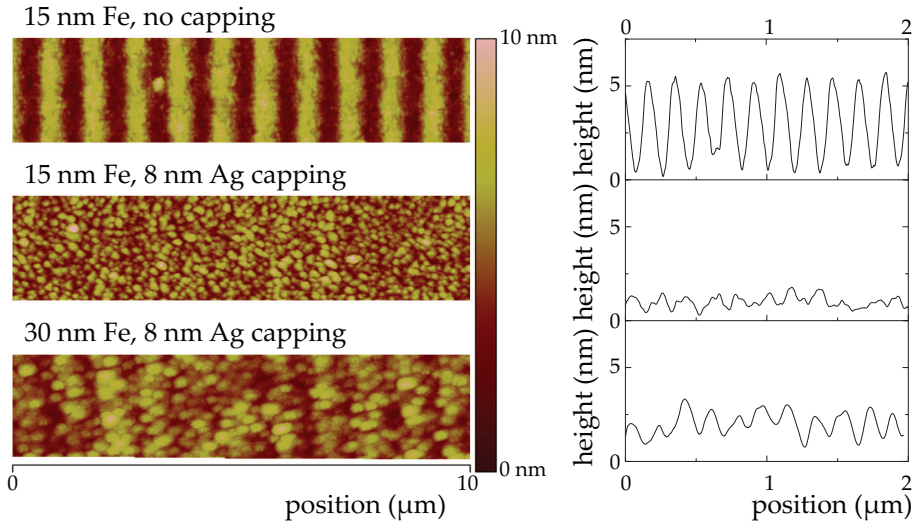 15 nm Fe, no capping
10 nm
15 nm Fe, 8 nm Ag capping
30 nm Fe, 8 nm Ag capping
0 nm
0 10
position (µm)
0 1 2
height (nm)
5
0
height (nm)
5
0
height (nm)
5
0
0 1 2
position (µm)